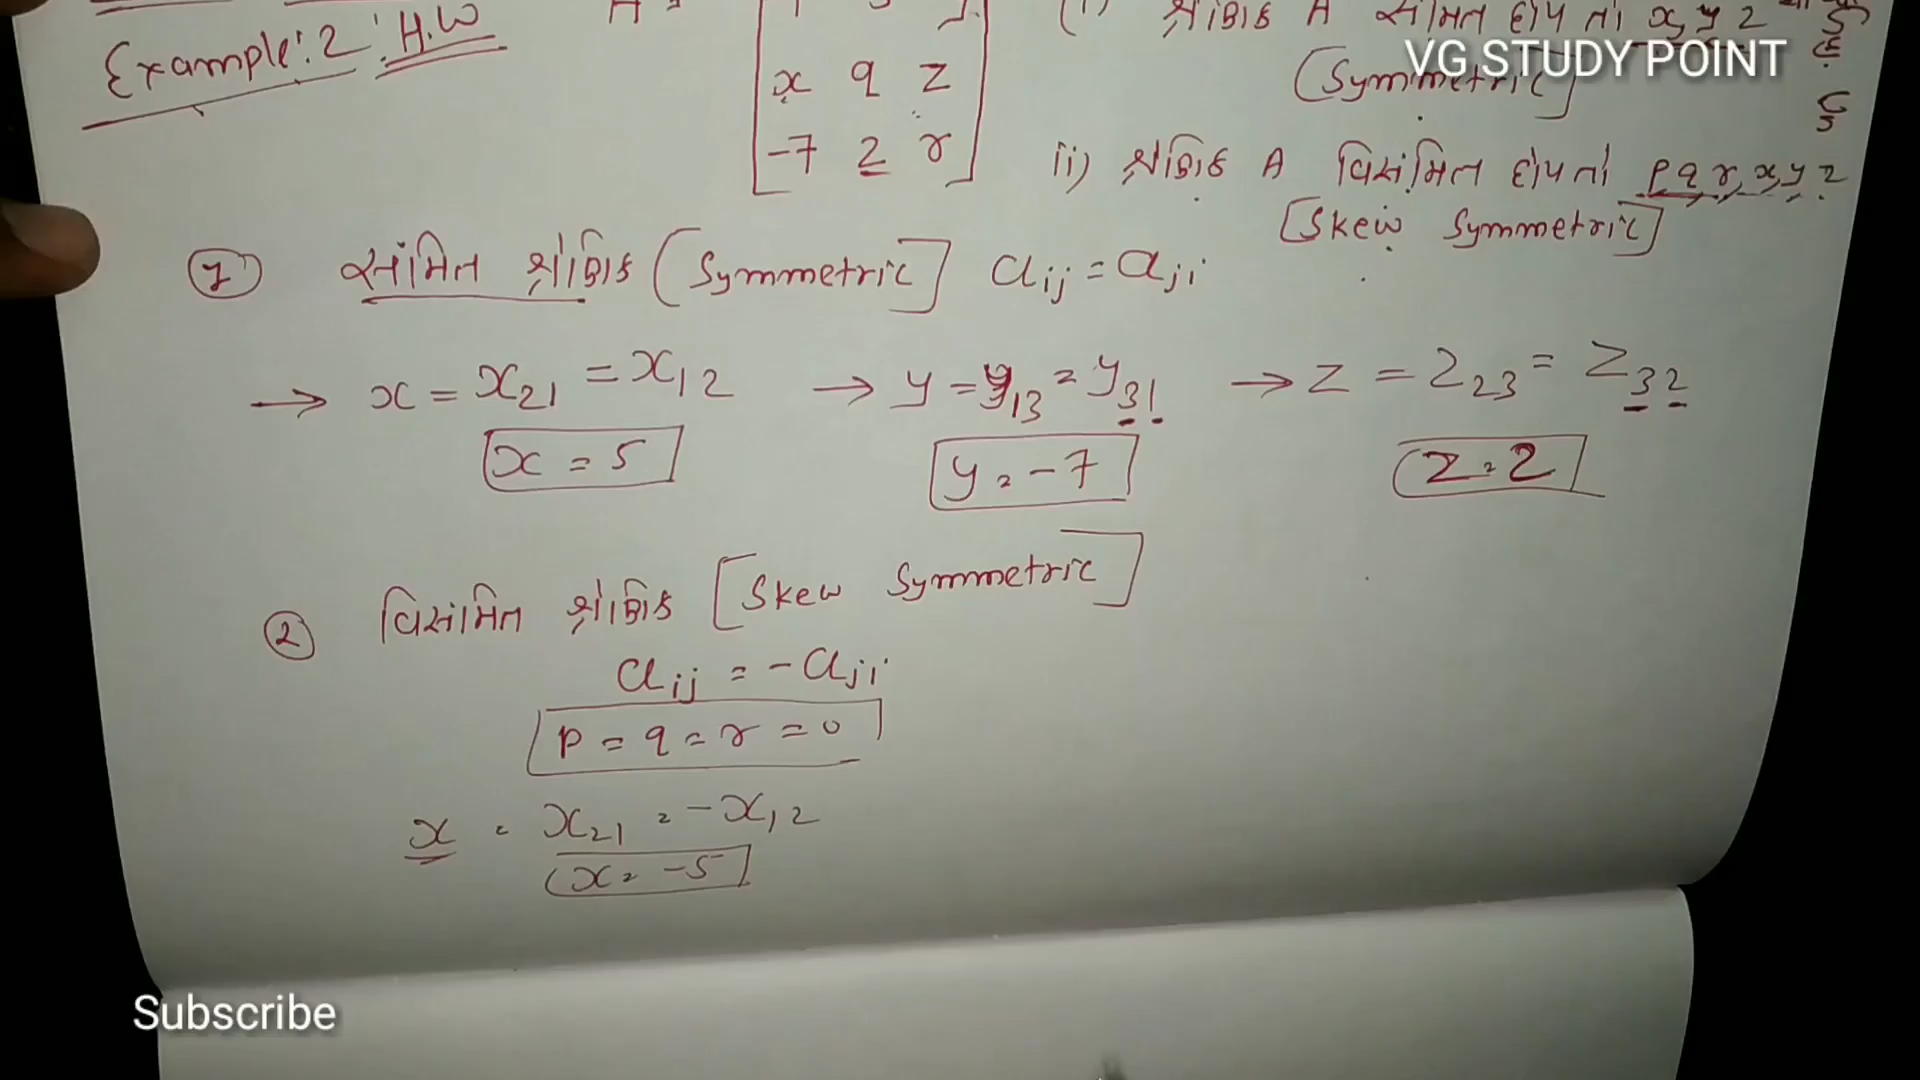 Example: 2 H.W
VG STUDY POINT
x q z
(Symmetric]
-7 2 r
ii) શ્રેણિક A વિસંમિત હોય તો p q r, x, y z
[Skew Symmetric]
1 સંમિત શ્રેણિક [Symmetric] aij = aji
→ x = x21 = x12 → y = y13 = y31 → z = z23 = z32
x = 5 y = -7 z = 2
2 વિસંમિત શ્રેણિક [Skew Symmetric]
aij = -aji
p = q = r = 0
x = x21 = -x12
x = -5
Subscribe